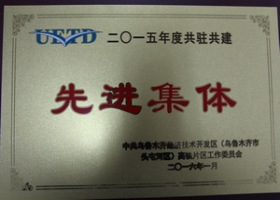 UETD 二〇一五年度共驻共建
先进集体
中共乌鲁木齐经济技术开发区（乌鲁木齐市
头屯河区）高铁片区工作委员会
二〇一六年一月